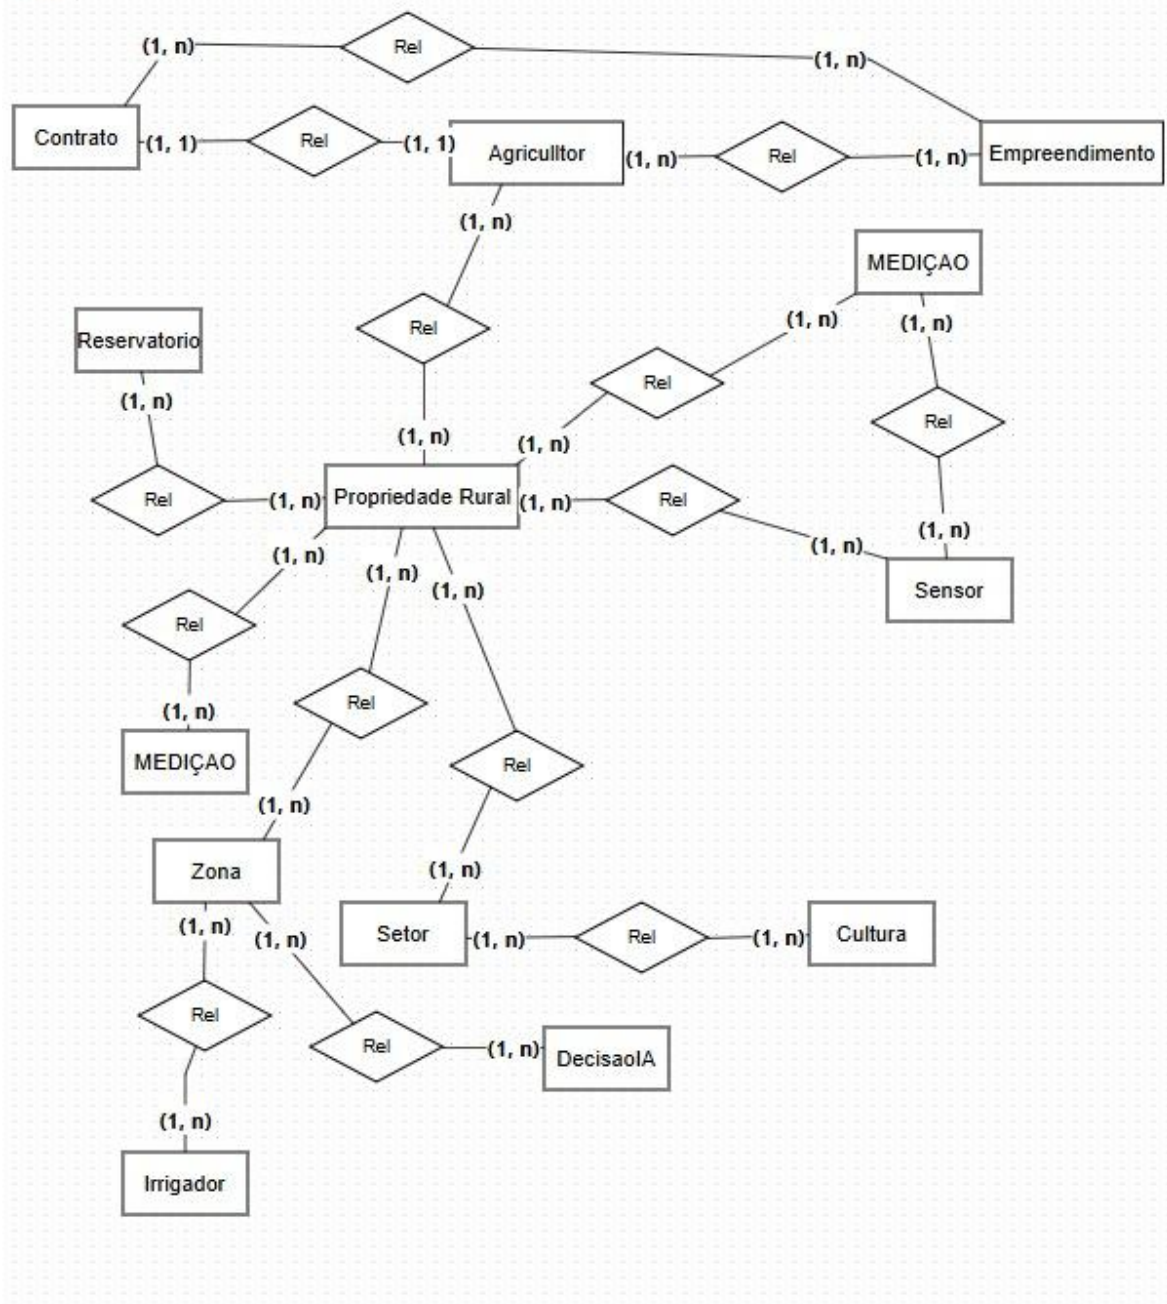 Rel
(1, n)
(1, n)
Contrato
(1, 1)
Rel
(1, 1)
Agriculltor
(1, n)
Rel
(1, n)
Empreendimento
(1, n)
MEDIÇAO
Rel
(1, n)
(1, n)
Reservatorio
Rel
(1, n)
Rel
(1, n)
(1, n)
Rel
(1, n)
Rel
(1, n)
Propriedade Rural
(1, n)
Rel
(1, n)
(1, n)
(1, n)
(1, n)
(1, n)
Sensor
Rel
(1, n)
Rel
(1, n)
MEDIÇAO
Rel
(1, n)
Zona
(1, n)
(1, n)
(1, n)
Setor
(1, n)
Rel
(1, n)
Cultura
Rel
Rel
(1, n)
DecisaoIA
(1, n)
Irrigador